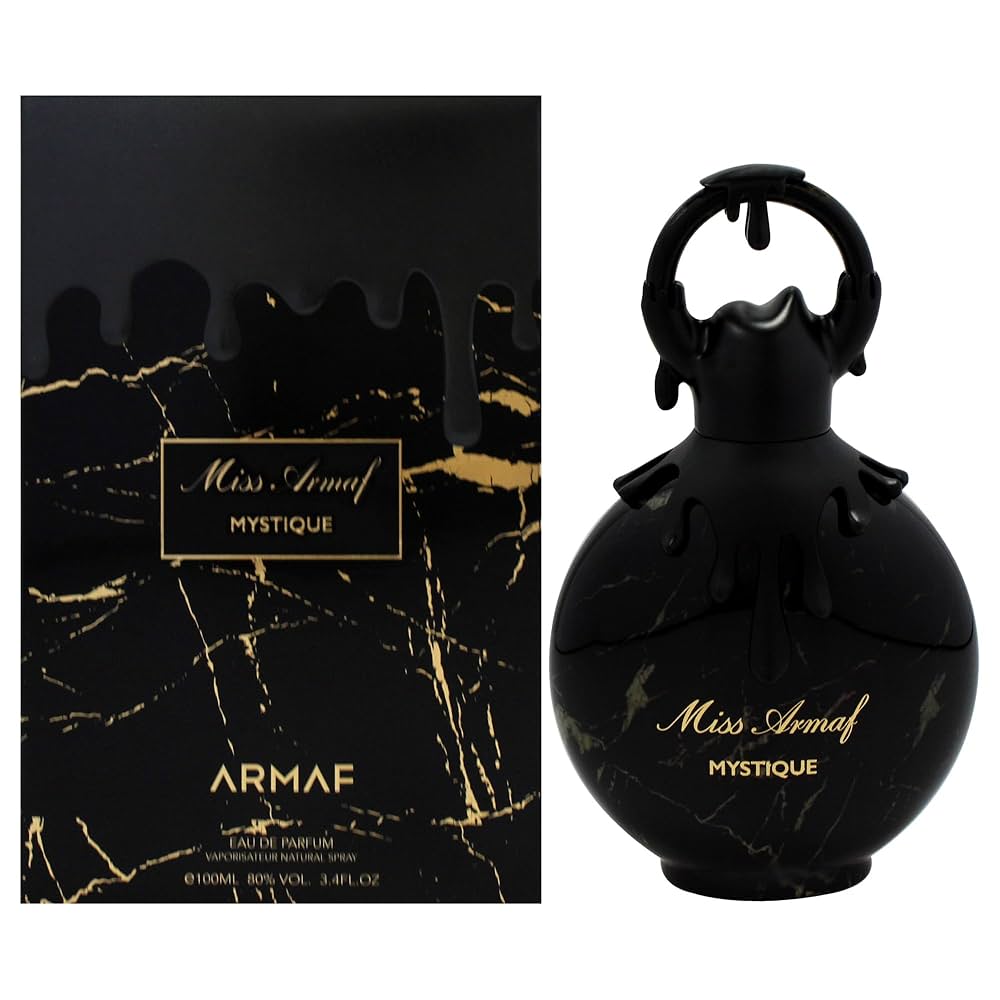 Miss Armaf
MYSTIQUE
ARMAF
EAU DE PARFUM
VAPORISATEUR NATURAL SPRAY
℮100ML 80% VOL. 3.4FL.OZ
Miss Armaf
MYSTIQUE